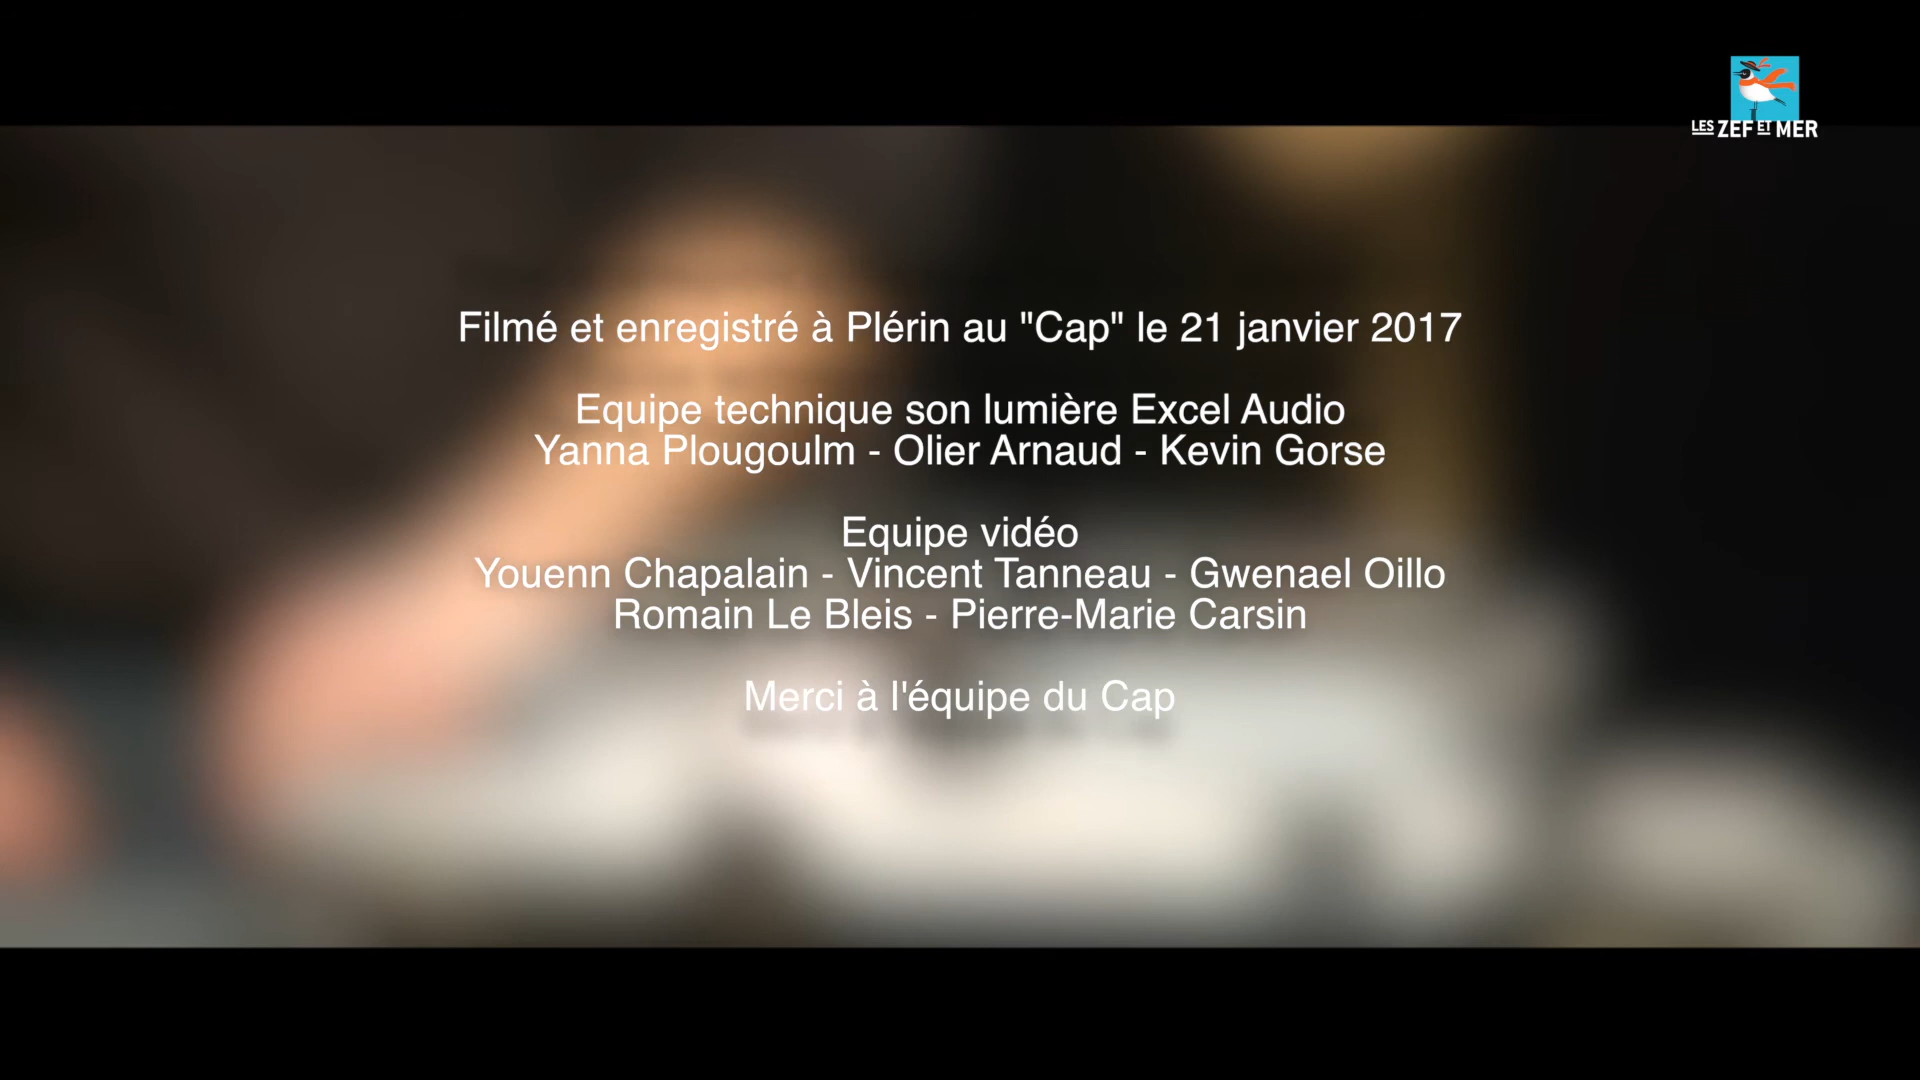 LES ZEF ET MER
Filmé et enregistré à Plérin au "Cap" le 21 janvier 2017
Equipe technique son lumière Excel Audio
Yanna Plougoulm - Olier Arnaud - Kevin Gorse
Equipe vidéo
Youenn Chapalain - Vincent Tanneau - Gwenael Oillo
Romain Le Bleis - Pierre-Marie Carsin
Merci à l'équipe du Cap